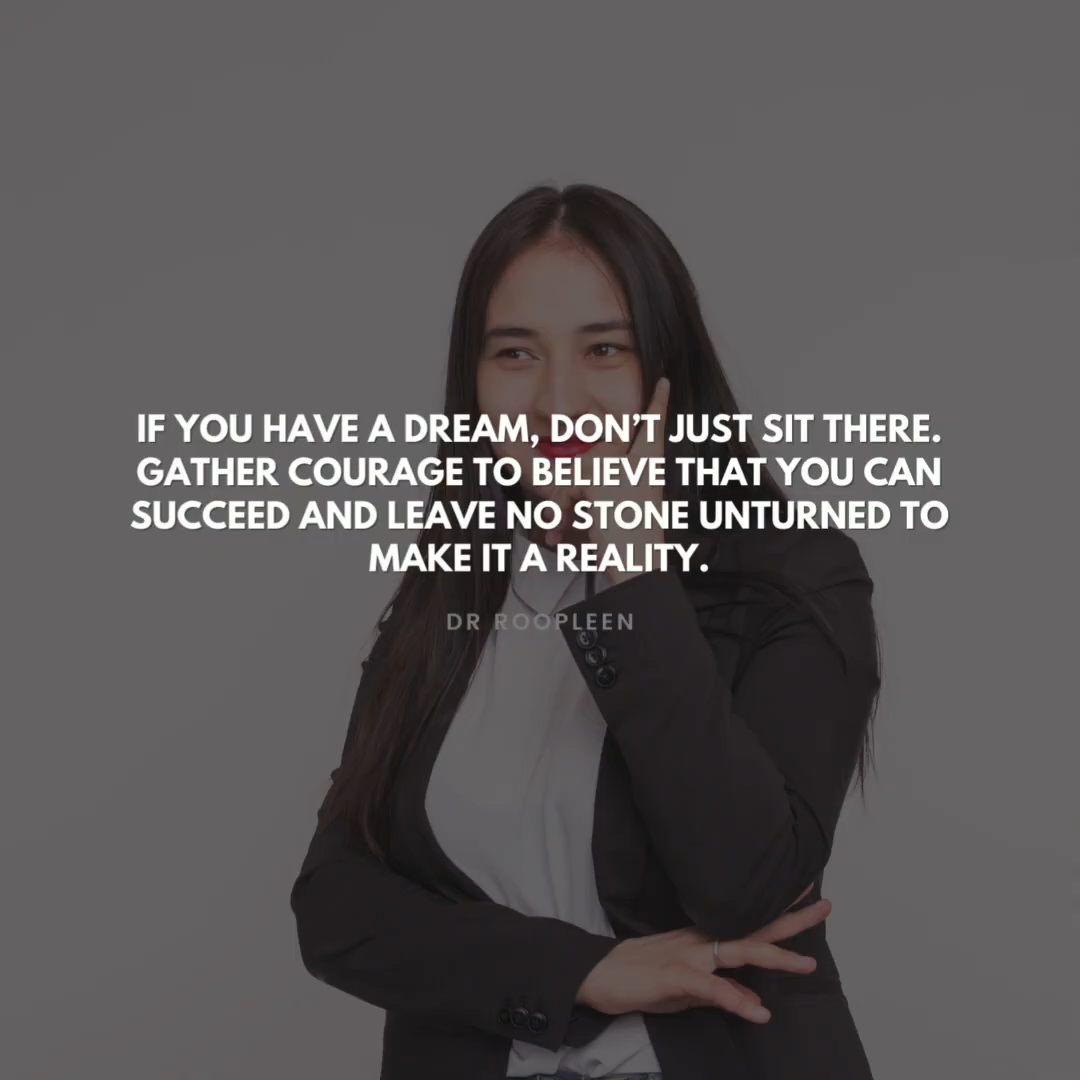 IF YOU HAVE A DREAM, DON’T JUST SIT THERE.
GATHER COURAGE TO BELIEVE THAT YOU CAN
SUCCEED AND LEAVE NO STONE UNTURNED TO
MAKE IT A REALITY.
DR ROOPLEEN